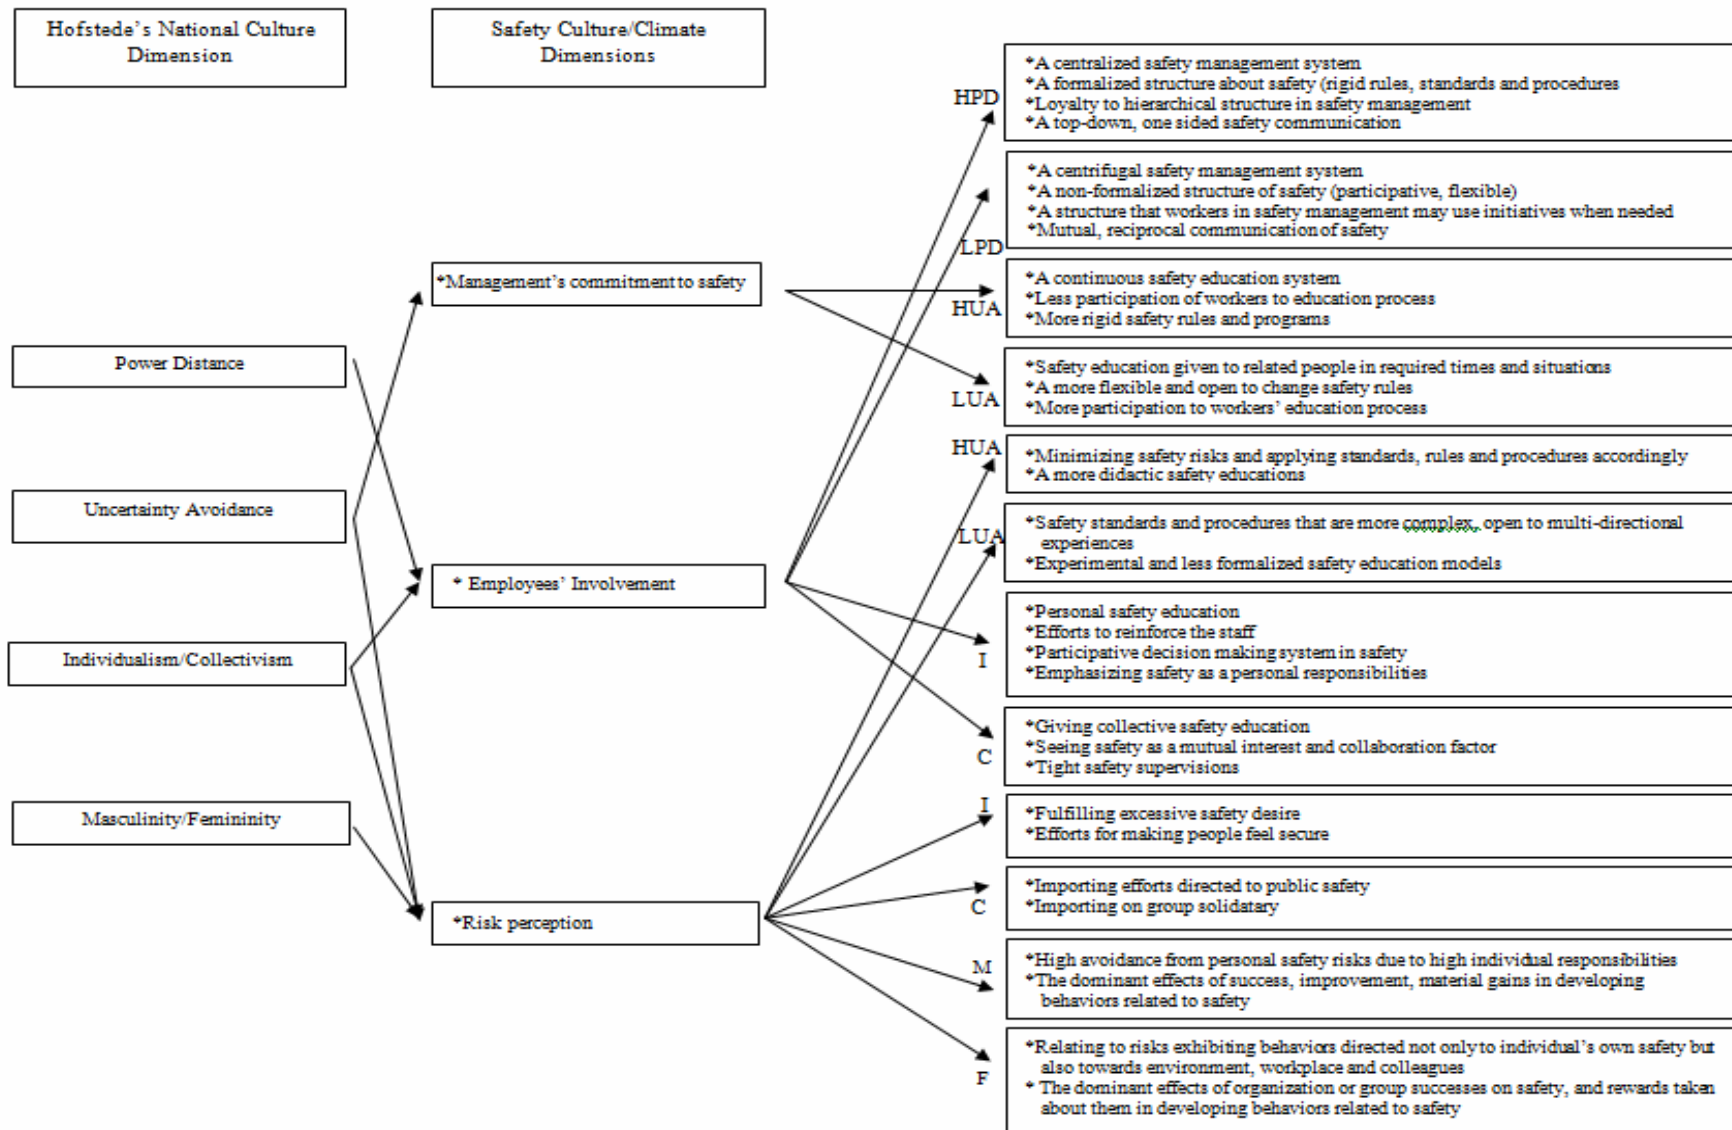 Hofstede's National Culture
Dimension
Safety Culture/Climate
Dimensions
Power Distance
Uncertainty Avoidance
Individualism/Collectivism
Masculinity/Femininity
*Management's commitment to safety
* Employees' Involvement
*Risk perception
HPD
*A centralized safety management system
*A formalized structure about safety (rigid rules, standards and procedures
*Loyalty to hierarchical structure in safety management
*A top-down, one sided safety communication
LPD
*A centrifugal safety management system
*A non-formalized structure of safety (participative, flexible)
*A structure that workers in safety management may use initiatives when needed
*Mutual, reciprocal communication of safety
HUA
*A continuous safety education system
*Less participation of workers to education process
*More rigid safety rules and programs
LUA
*Safety education given to related people in required times and situations
*A more flexible and open to change safety rules
*More participation to workers' education process
HUA
*Minimizing safety risks and applying standards, rules and procedures accordingly
*A more didactic safety educations
LUA
*Safety standards and procedures that are more complex, open to multi-directional
experiences
*Experimental and less formalized safety education models
I
*Personal safety education
*Efforts to reinforce the staff
*Participative decision making system in safety
*Emphasizing safety as a personal responsibilities
C
*Giving collective safety education
*Seeing safety as a mutual interest and collaboration factor
*Tight safety supervisions
I
*Fulfilling excessive safety desire
*Efforts for making people feel secure
C
*Importing efforts directed to public safety
*Importing on group solidatary
M
*High avoidance from personal safety risks due to high individual responsibilities
*The dominant effects of success, improvement, material gains in developing
behaviors related to safety
F
*Relating to risks exhibiting behaviors directed not only to individual's own safety but
also towards environment, workplace and colleagues
* The dominant effects of organization or group successes on safety, and rewards taken
about them in developing behaviors related to safety